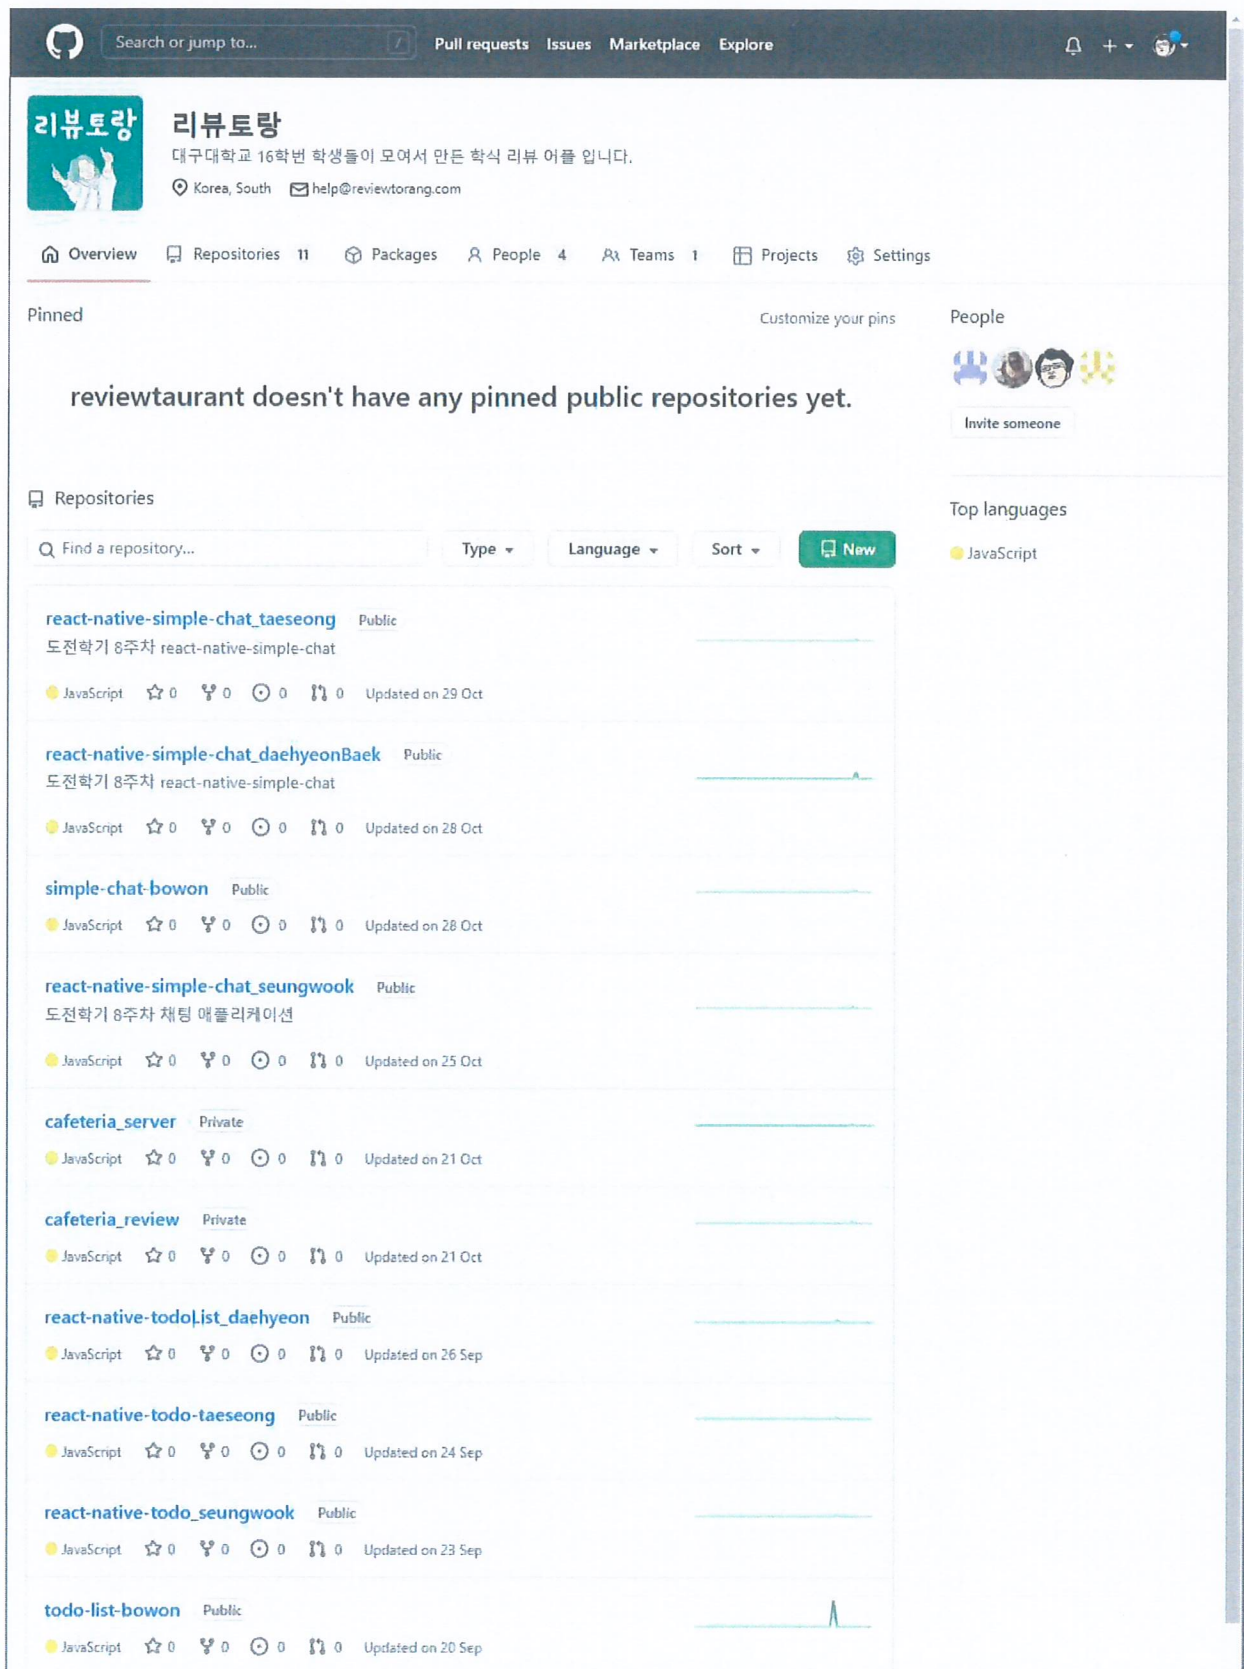 Search or jump to... / Pull requests Issues Marketplace Explore
리뷰토랑
리뷰토랑
대구대학교 16학번 학생들이 모여서 만든 학식 리뷰 어플 입니다.
Korea, South help@reviewtorang.com
Overview Repositories 11 Packages People 4 Teams 1 Projects Settings
Pinned Customize your pins
reviewtaurant doesn't have any pinned public repositories yet.
People
Invite someone
Repositories
Find a repository... Type Language Sort New
Top languages
JavaScript
react-native-simple-chat_taeseong Public
도전학기 8주차 react-native-simple-chat
JavaScript 0 0 0 0 Updated on 29 Oct
react-native-simple-chat_daehyeonBaek Public
도전학기 8주차 react-native-simple-chat
JavaScript 0 0 0 0 Updated on 28 Oct
simple-chat-bowon Public
JavaScript 0 0 0 0 Updated on 28 Oct
react-native-simple-chat_seungwook Public
도전학기 8주차 채팅 애플리케이션
JavaScript 0 0 0 0 Updated on 25 Oct
cafeteria_server Private
JavaScript 0 0 0 0 Updated on 21 Oct
cafeteria_review Private
JavaScript 0 0 0 0 Updated on 21 Oct
react-native-todoList_daehyeon Public
JavaScript 0 0 0 0 Updated on 26 Sep
react-native-todo-taeseong Public
JavaScript 0 0 0 0 Updated on 24 Sep
react-native-todo_seungwook Public
JavaScript 0 0 0 0 Updated on 23 Sep
todo-list-bowon Public
JavaScript 0 0 0 0 Updated on 20 Sep